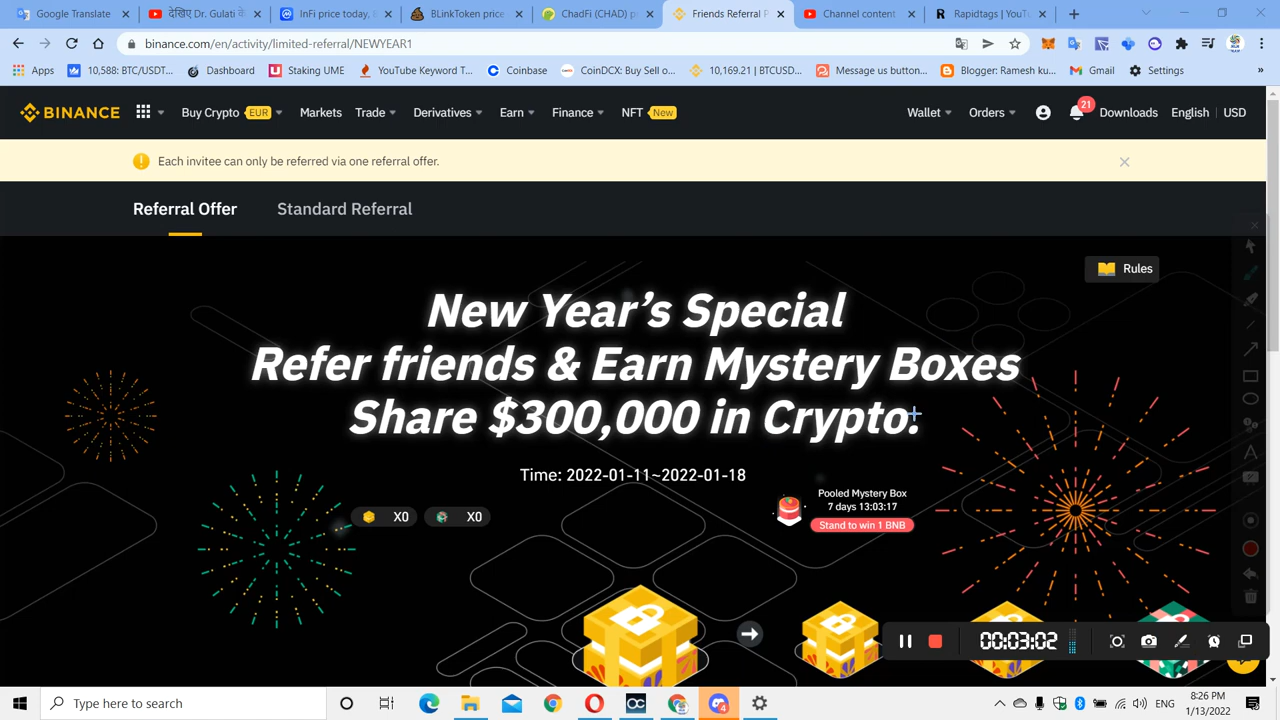 Google Translate
देखिए Dr. Gulati के
InFi price today,
BLinkToken price
ChadFi (CHAD) p
Friends Referral P
Channel content
Rapidtags | YouTu
binance.com/en/activity/limited-referral/NEWYEAR1
Apps
10,588: BTC/USDT...
Dashboard
Staking UME
YouTube Keyword T...
Coinbase
CoinDCX: Buy Sell o...
10,169.21 | BTCUSD...
Message us button...
Blogger: Ramesh ku...
Gmail
Settings
BINANCE
Buy Crypto EUR
Markets
Trade
Derivatives
Earn
Finance
NFT New
Wallet
Orders
21
Downloads
English
USD
Each invitee can only be referred via one referral offer.
Referral Offer
Standard Referral
Rules
New Year's Special
Refer friends & Earn Mystery Boxes
Share $300,000 in Crypto.
Time: 2022-01-11~2022-01-18
X0
X0
Pooled Mystery Box
7 days 13:03:17
Stand to win 1 BNB
00:03:02
Type here to search
OC
4
ENG
8:26 PM
1/13/2022